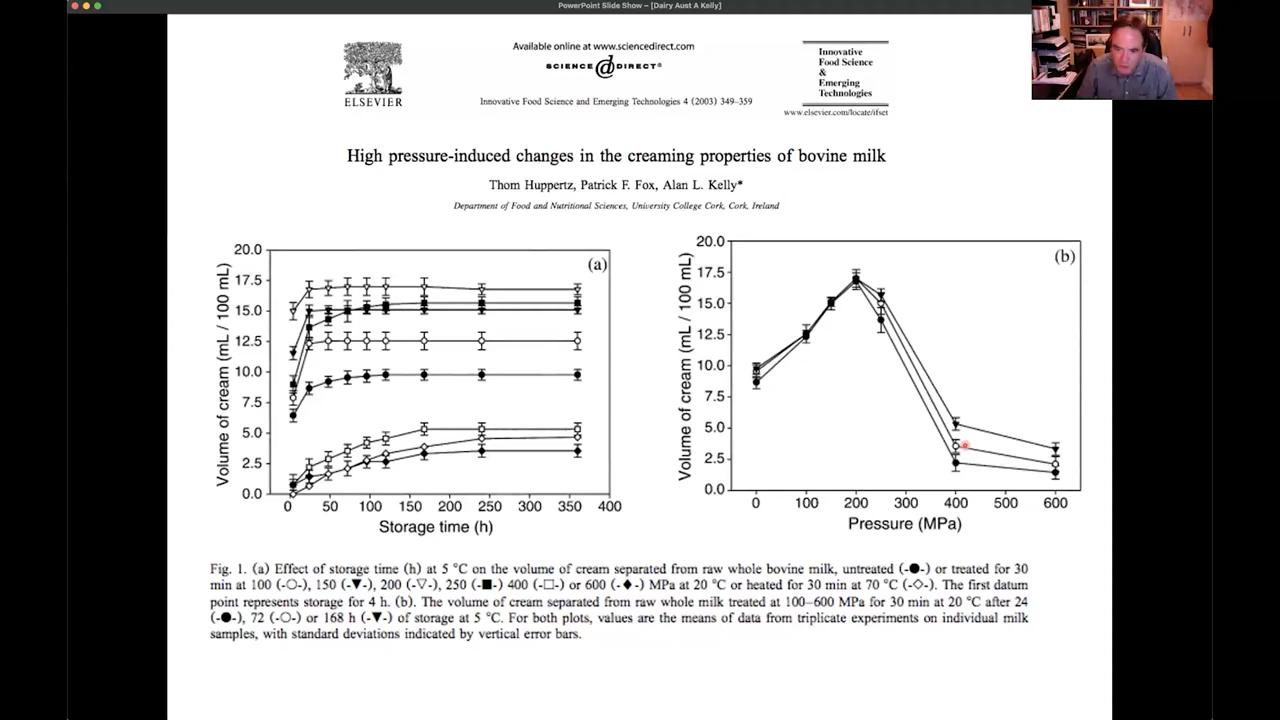 PowerPoint Slide Show – [Dairy Aust A Kelly]
ELSEVIER
Available online at www.sciencedirect.com
SCIENCE @ DIRECT®
Innovative Food Science and Emerging Technologies 4 (2003) 349–359
Innovative
Food Science
&
Emerging
Technologies
www.elsevier.com/locate/ifset
High pressure-induced changes in the creaming properties of bovine milk
Thom Huppertz, Patrick F. Fox, Alan L. Kelly*
Department of Food and Nutritional Sciences, University College Cork, Cork, Ireland
Volume of cream (mL / 100 mL)
20.0
17.5
15.0
12.5
10.0
7.5
5.0
2.5
0.0
(a)
0 50 100 150 200 250 300 350 400
Storage time (h)
Volume of cream (mL / 100 mL)
20.0
17.5
15.0
12.5
10.0
7.5
5.0
2.5
0.0
(b)
0 100 200 300 400 500 600
Pressure (MPa)
Fig. 1. (a) Effect of storage time (h) at 5 °C on the volume of cream separated from raw whole bovine milk, untreated (-●-) or treated for 30
min at 100 (-○-), 150 (-▼-), 200 (-▽-), 250 (-■-) 400 (-□-) or 600 (-◆-) MPa at 20 °C or heated for 30 min at 70 °C (-◇-). The first datum
point represents storage for 4 h. (b). The volume of cream separated from raw whole milk treated at 100–600 MPa for 30 min at 20 °C after 24
(-●-), 72 (-○-) or 168 h (-▼-) of storage at 5 °C. For both plots, values are the means of data from triplicate experiments on individual milk
samples, with standard deviations indicated by vertical error bars.